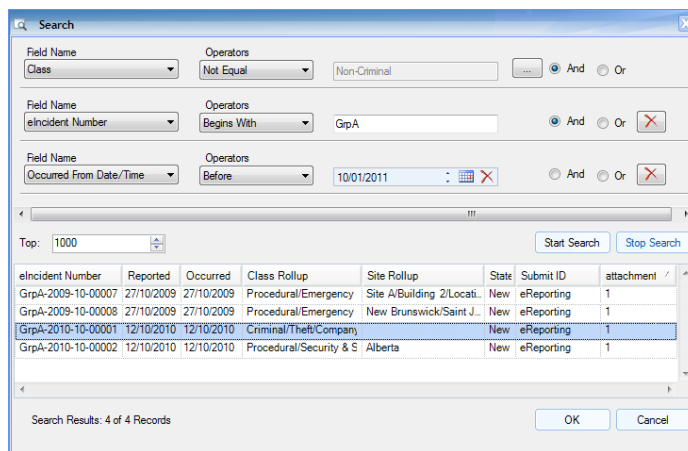 Search
Field Name Operators
Class Not Equal Non-Criminal ... And Or
Field Name Operators
eIncident Number Begins With GrpA And Or
Field Name Operators
Occurred From Date/Time Before 10/01/2011 And Or
Top: 1000 Start Search Stop Search
eIncident Number Reported Occurred Class Rollup Site Rollup State Submit ID attachment
GrpA-2009-10-00007 27/10/2009 27/10/2009 Procedural/Emergency Site A/Building 2/Locati... New eReporting 1
GrpA-2009-10-00008 27/10/2009 27/10/2009 Procedural/Emergency New Brunswick/Saint J... New eReporting 1
GrpA-2010-10-00001 12/10/2010 12/10/2010 Criminal/Theft/Company New eReporting 1
GrpA-2010-10-00002 12/10/2010 12/10/2010 Procedural/Security & S Alberta New eReporting 1
Search Results: 4 of 4 Records OK Cancel